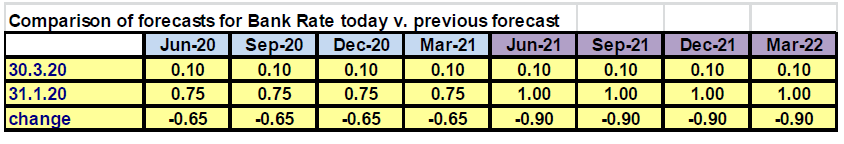 Comparison of forecasts for Bank Rate today v. previous forecast
Jun-20 Sep-20 Dec-20 Mar-21 Jun-21 Sep-21 Dec-21 Mar-22
30.3.20 0.10 0.10 0.10 0.10 0.10 0.10 0.10 0.10
31.1.20 0.75 0.75 0.75 0.75 1.00 1.00 1.00 1.00
change -0.65 -0.65 -0.65 -0.65 -0.90 -0.90 -0.90 -0.90